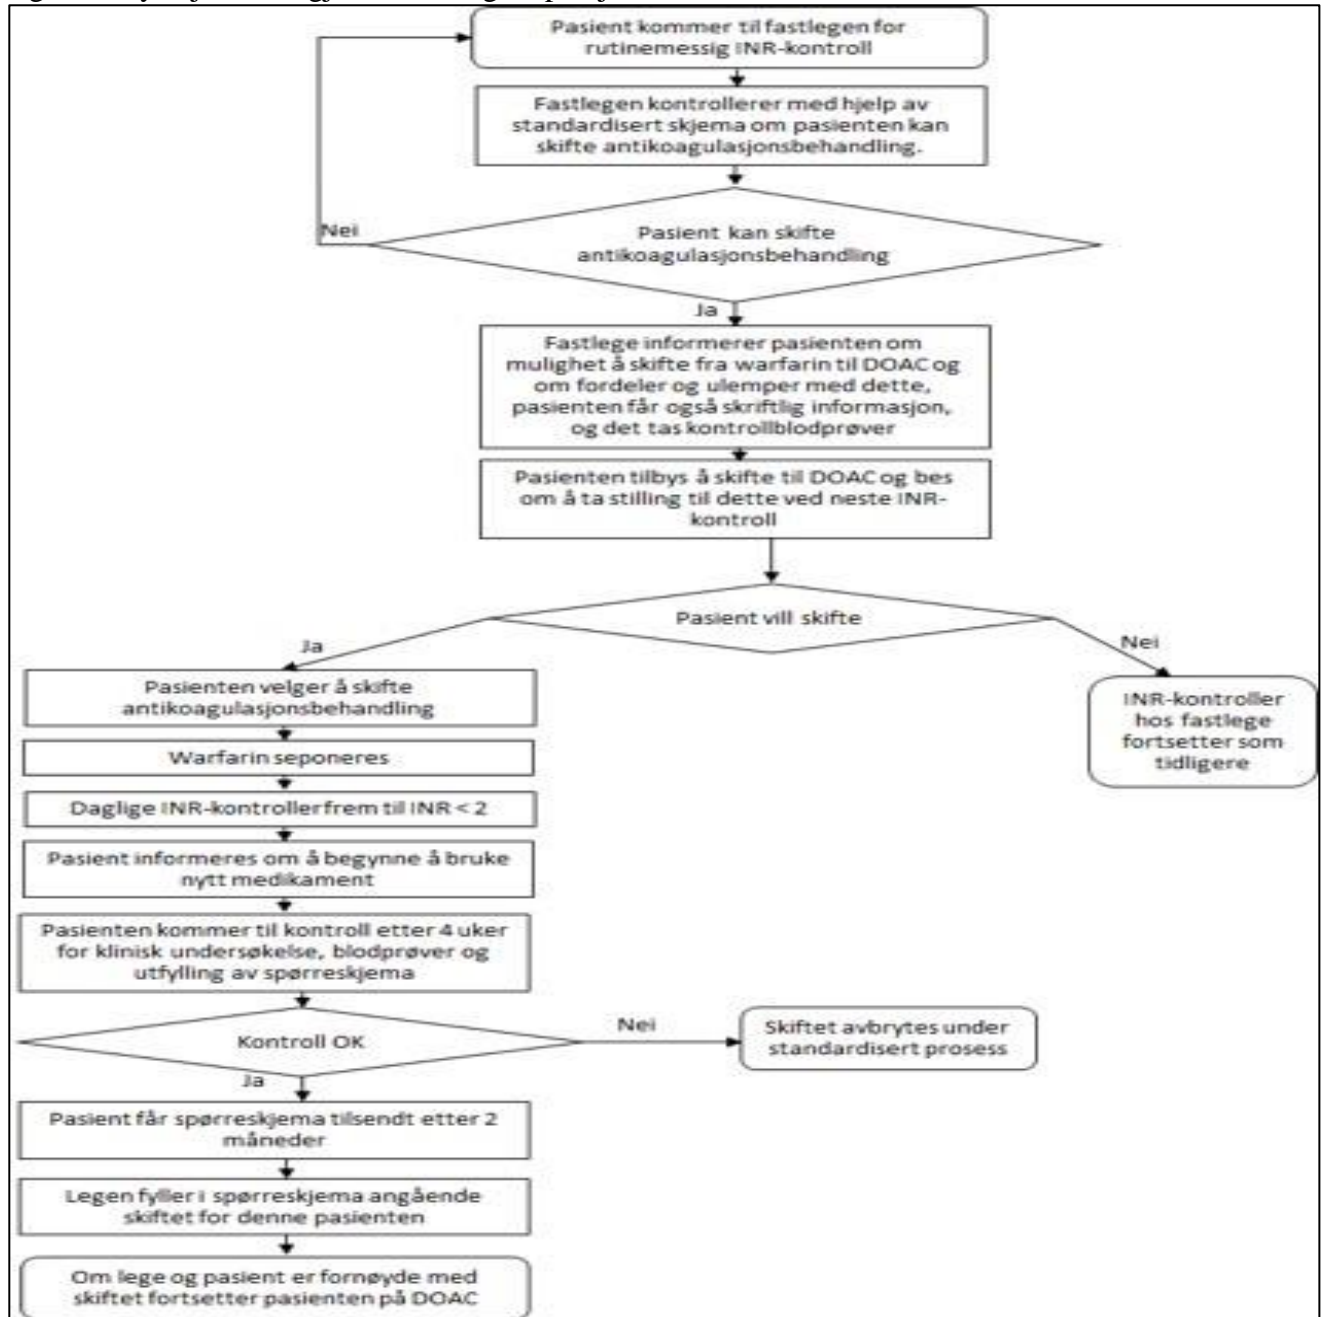 Pasient kommer til fastlegen for
rutinemessig INR-kontroll
Fastlegen kontrollerer med hjelp av
standardisert skjema om pasienten kan
skifte antikoagulasjonsbehandling.
Nei
Pasient kan skifte
antikoagulasjonsbehandling
Ja
Fastlege informerer pasienten om
mulighet å skifte fra warfarin til DOAC og
om fordeler og ulemper med dette,
pasienten får også skriftlig informasjon,
og det tas kontrollblodprøver
Pasienten tilbys å skifte til DOAC og bes
om å ta stilling til dette ved neste INR-
kontroll
Pasient vill skifte
Ja
Nei
Pasienten velger å skifte
antikoagulasjonsbehandling
INR-kontroller
hos fastlege
fortsetter som
tidligere
Warfarin seponeres
Daglige INR-kontroller frem til INR < 2
Pasient informeres om å begynne å bruke
nytt medikament
Pasienten kommer til kontroll etter 4 uker
for klinisk undersøkelse, blodprøver og
utfylling av spørreskjema
Kontroll OK
Nei
Skiftet avbrytes under
standardisert prosess
Ja
Pasient får spørreskjema tilsendt etter 2
måneder
Legen fyller i spørreskjema angående
skiftet for denne pasienten
Om lege og pasient er fornøyde med
skiftet fortsetter pasienten på DOAC